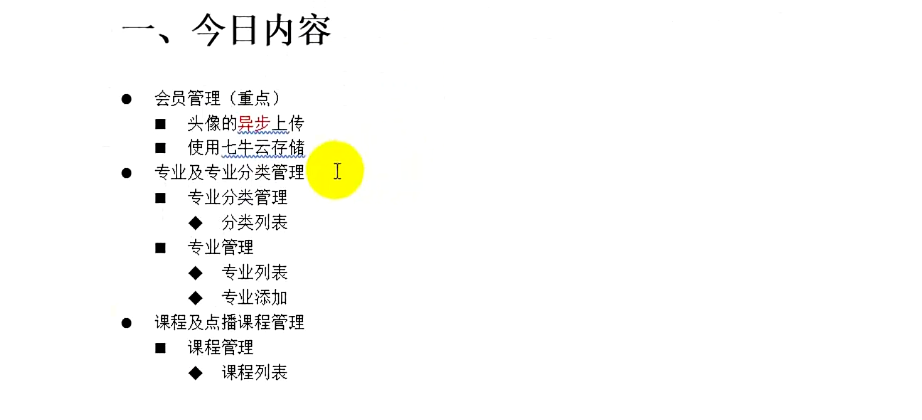 一、今日内容
● 会员管理（重点）
■ 头像的异步上传
■ 使用七牛云存储
● 专业及专业分类管理
■ 专业分类管理
◆ 分类列表
■ 专业管理
◆ 专业列表
◆ 专业添加
● 课程及点播课程管理
■ 课程管理
◆ 课程列表